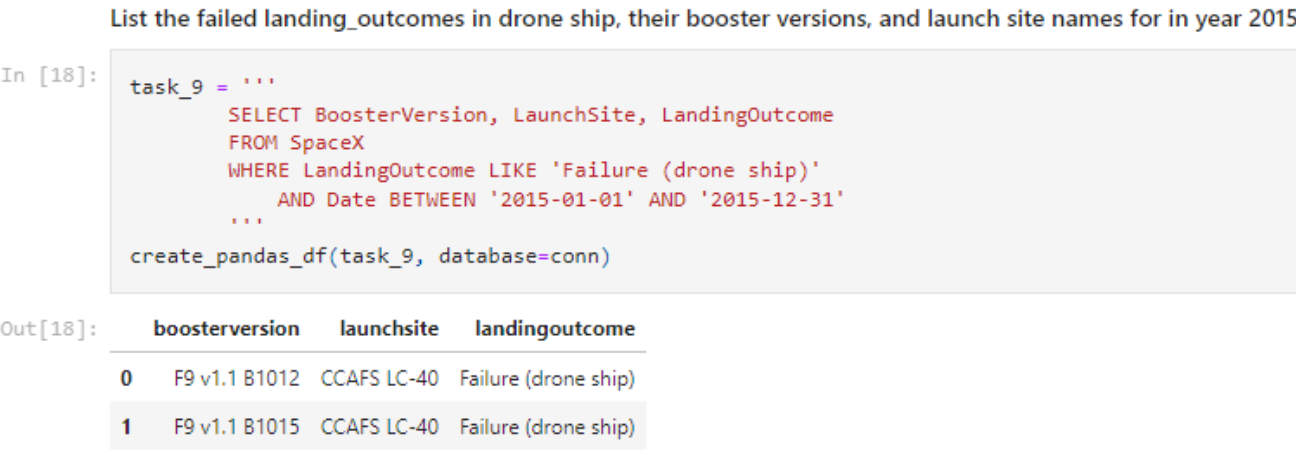 List the failed landing_outcomes in drone ship, their booster versions, and launch site names for in year 2015
In [18]:
task_9 = '''
SELECT BoosterVersion, LaunchSite, LandingOutcome
FROM SpaceX
WHERE LandingOutcome LIKE 'Failure (drone ship)'
AND Date BETWEEN '2015-01-01' AND '2015-12-31'
'''
create_pandas_df(task_9, database=conn)
Out[18]:
boosterversion launchsite landingoutcome
0 F9 v1.1 B1012 CCAFS LC-40 Failure (drone ship)
1 F9 v1.1 B1015 CCAFS LC-40 Failure (drone ship)